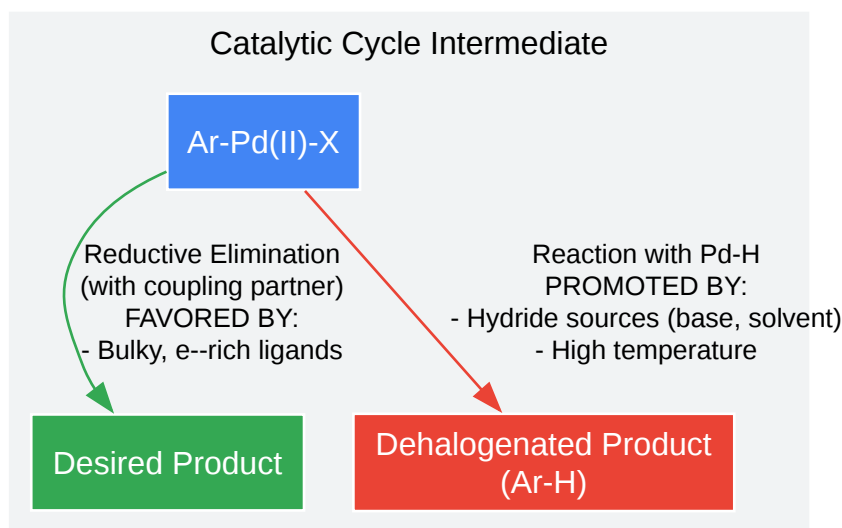 Catalytic Cycle Intermediate
Ar-Pd(II)-X
Reductive Elimination
(with coupling partner)
FAVORED BY:
- Bulky, e--rich ligands
Reaction with Pd-H
PROMOTED BY:
- Hydride sources (base, solvent)
- High temperature
Desired Product
Dehalogenated Product
(Ar-H)